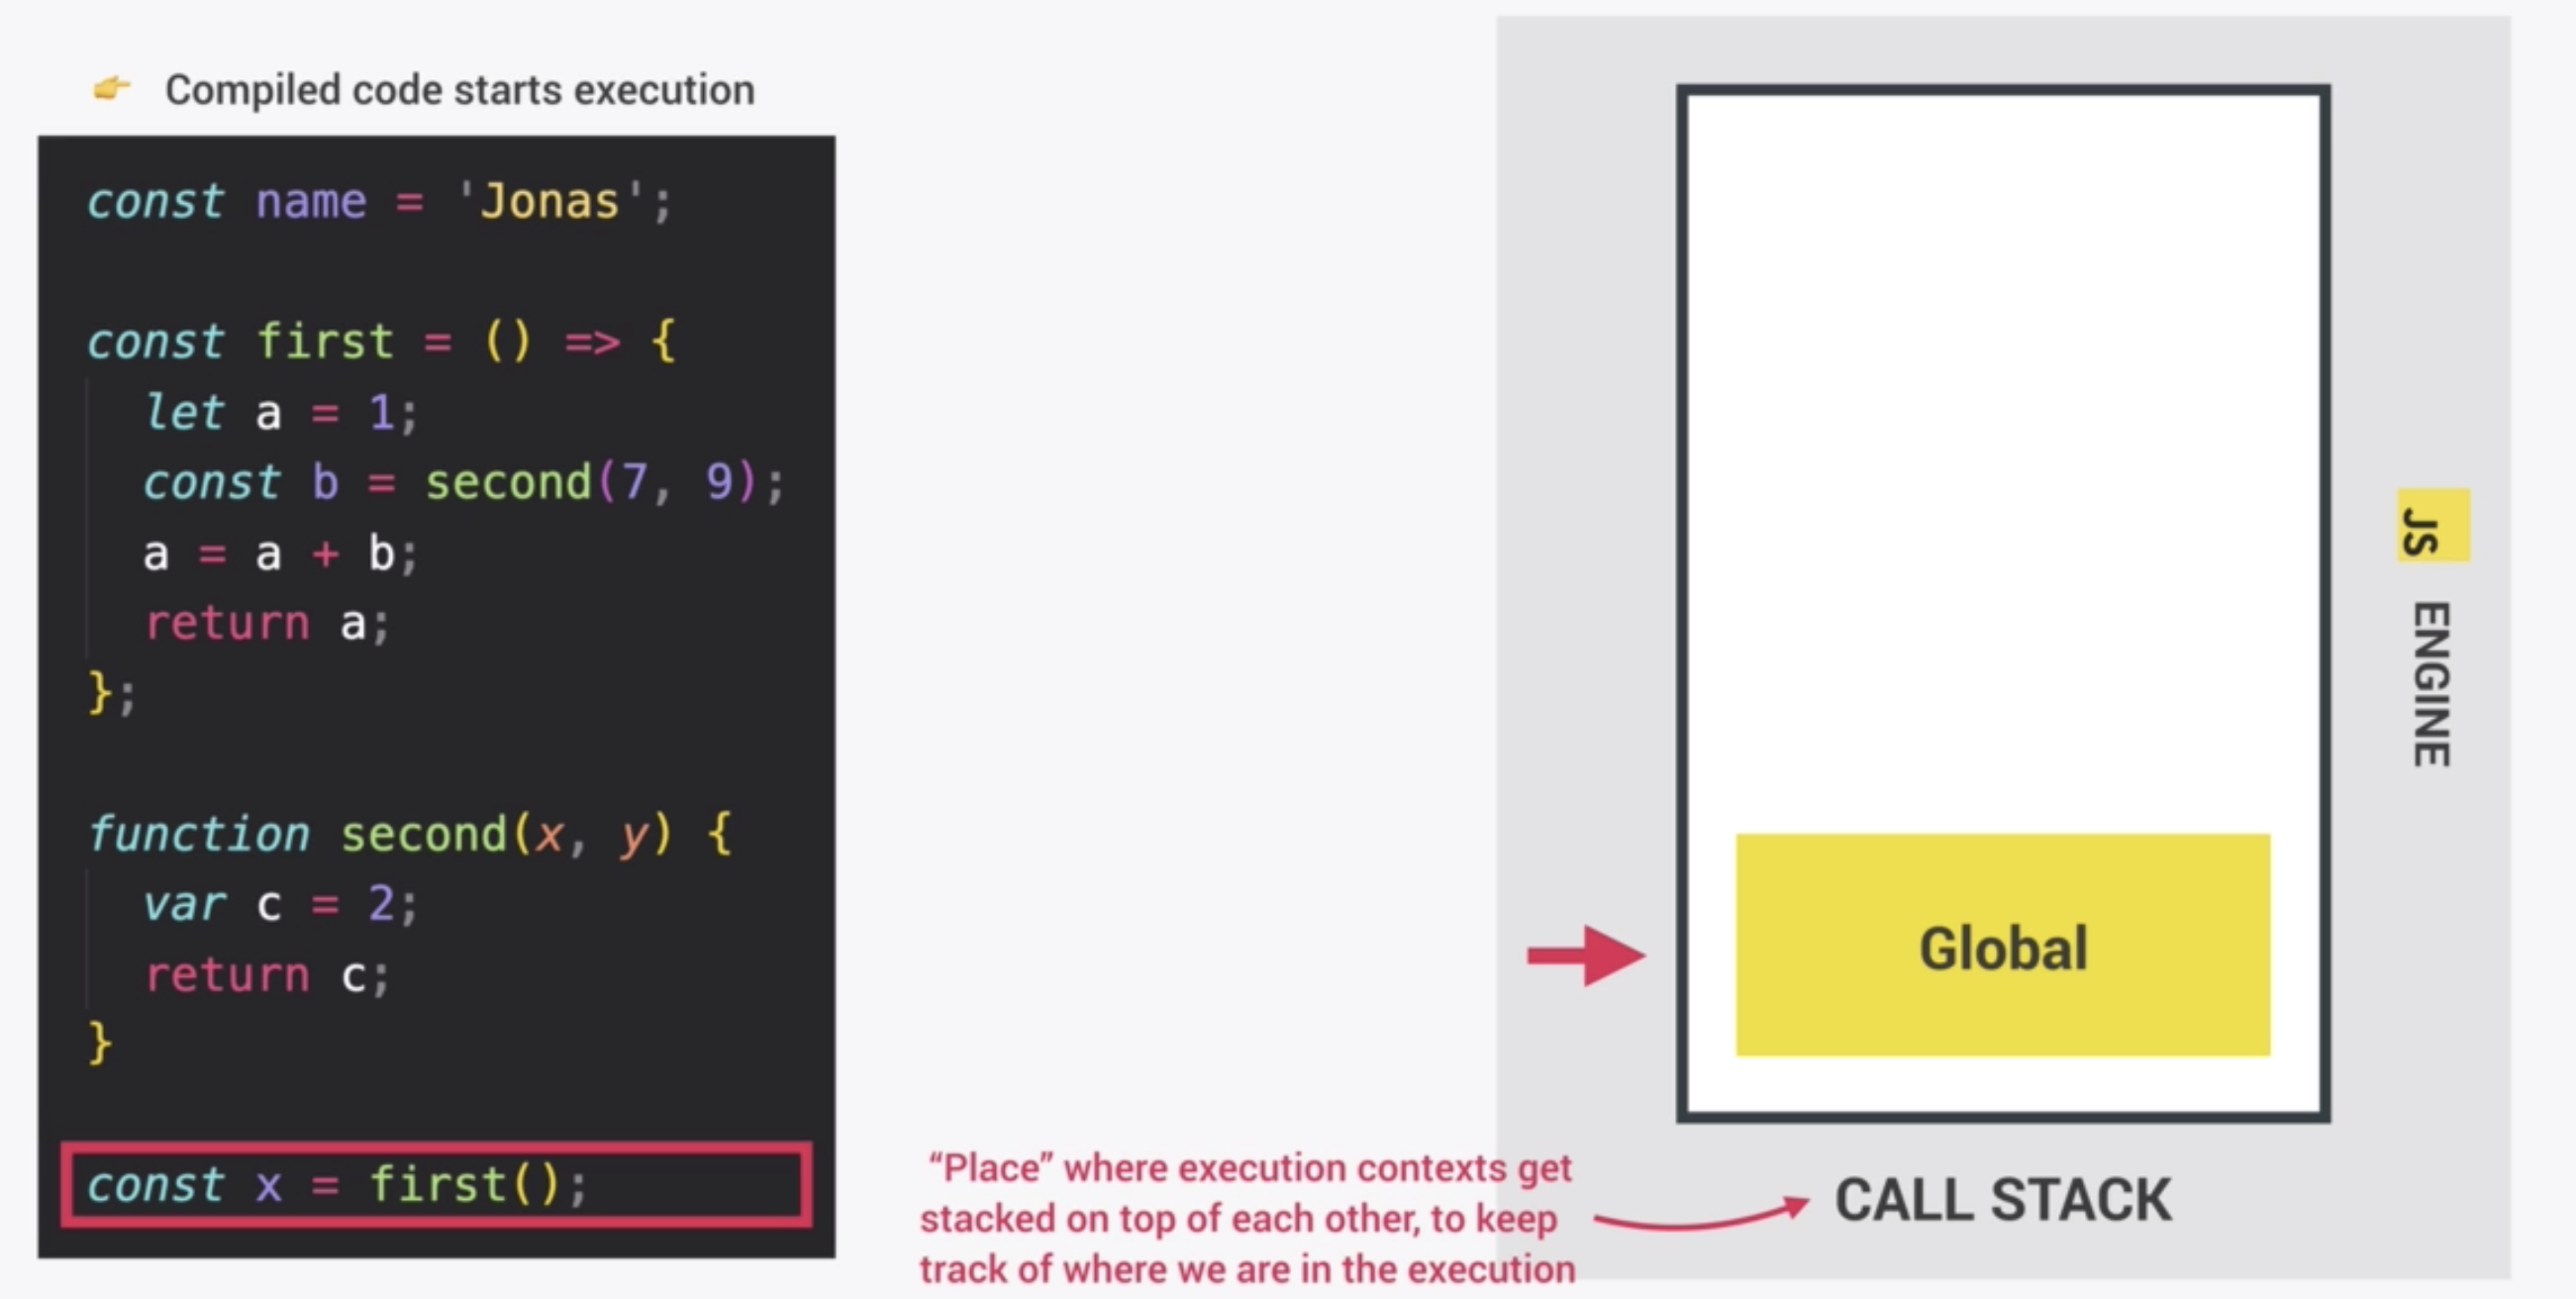 👉 Compiled code starts execution
const name = 'Jonas';
const first = () => {
let a = 1;
const b = second(7, 9);
a = a + b;
return a;
};
function second(x, y) {
var c = 2;
return c;
}
const x = first();
“Place” where execution contexts get
stacked on top of each other, to keep
track of where we are in the execution
Global
CALL STACK
JS ENGINE